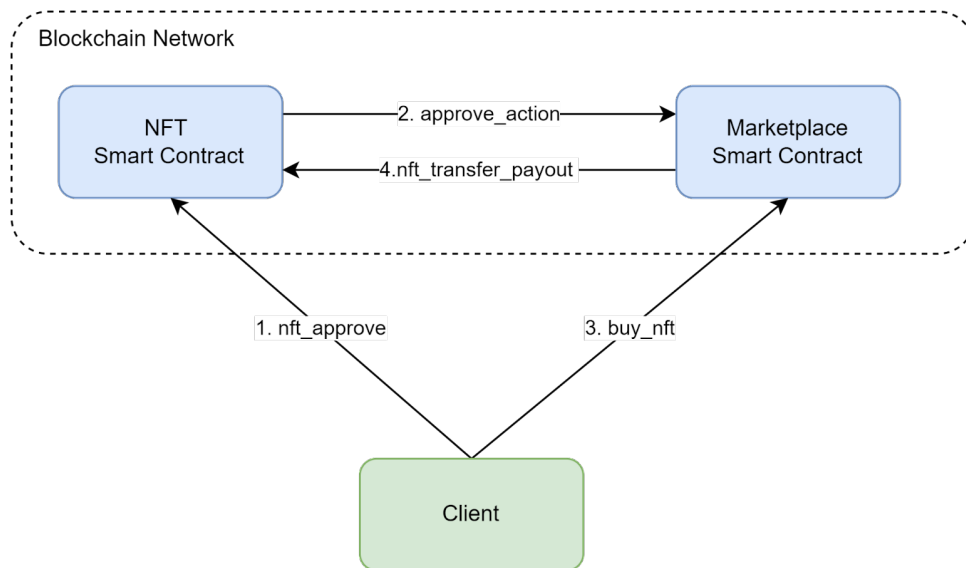 Blockchain Network
NFT
Smart Contract
2. approve_action
Marketplace
Smart Contract
4.nft_transfer_payout
1. nft_approve
3. buy_nft
Client